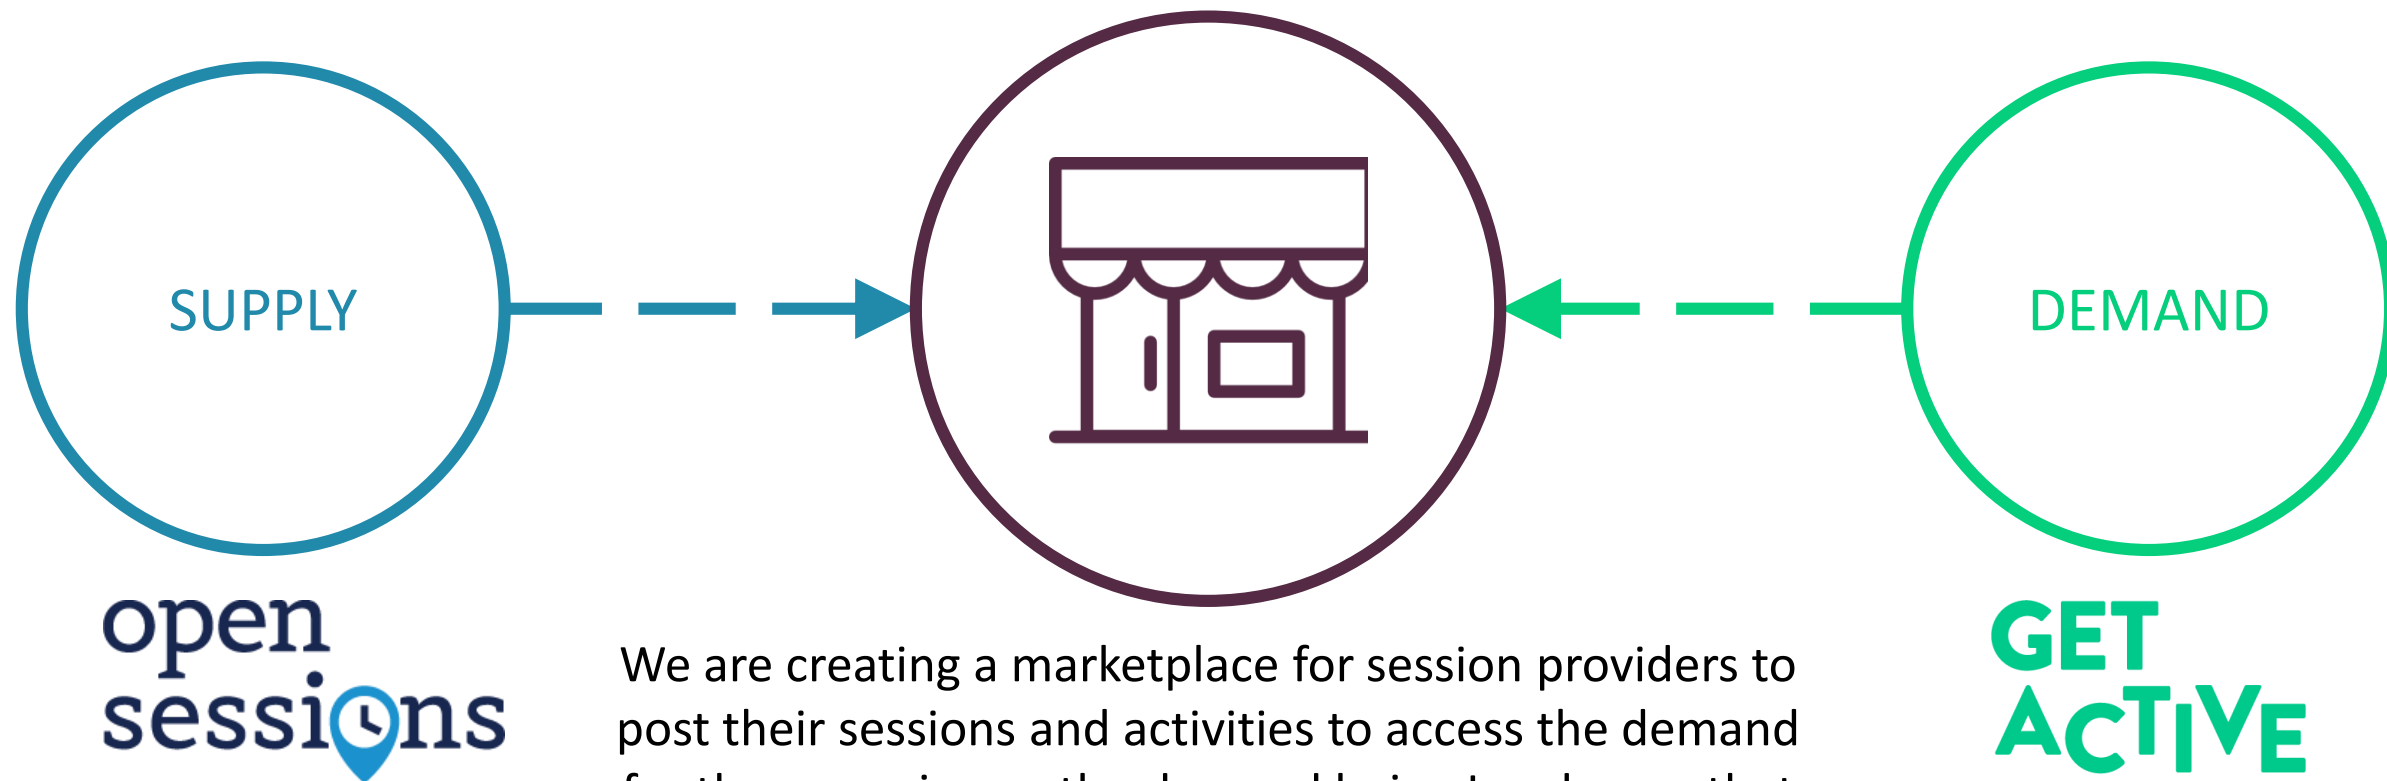 SUPPLY
DEMAND
open
sessions
We are creating a marketplace for session providers to
post their sessions and activities to access the demand
GET
ACTIVE